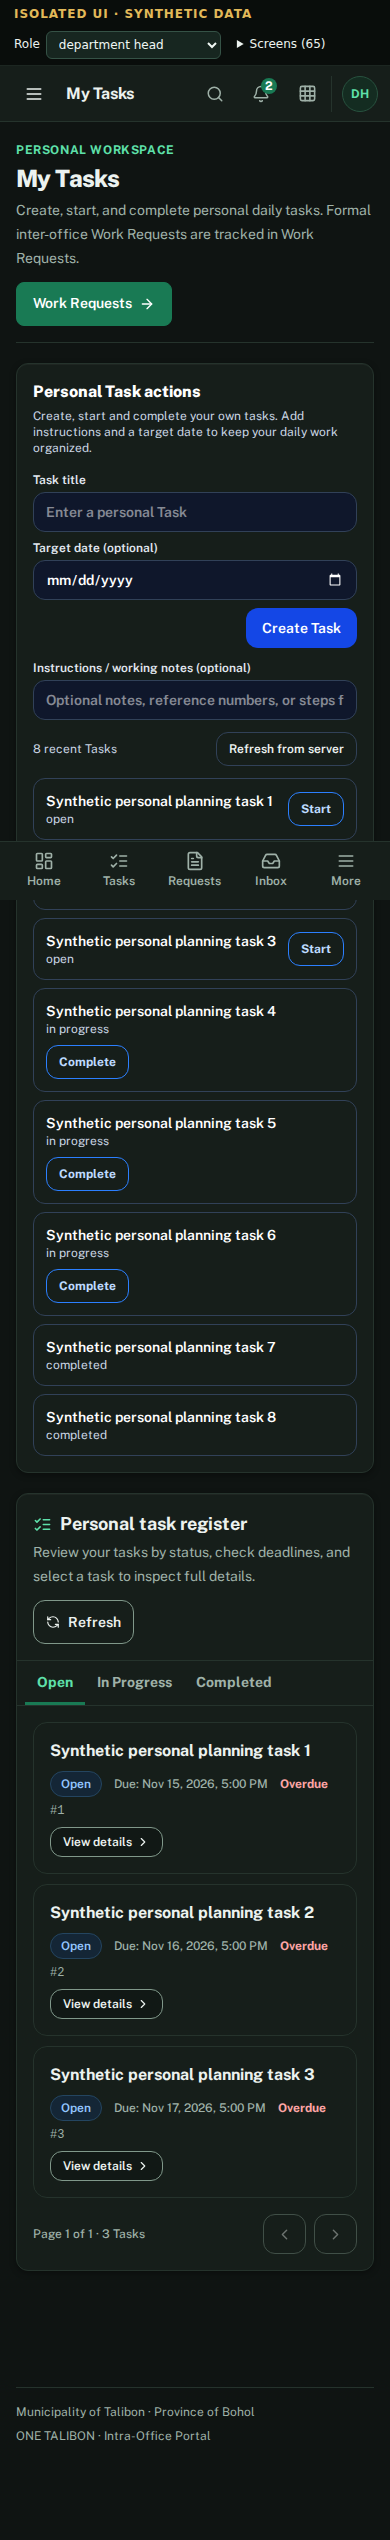 ISOLATED UI · SYNTHETIC DATA
Role department head Screens (65)
My Tasks 2 DH
PERSONAL WORKSPACE
My Tasks
Create, start, and complete personal daily tasks. Formal
inter-office Work Requests are tracked in Work
Requests.
Work Requests
Personal Task actions
Create, start and complete your own tasks. Add
instructions and a target date to keep your daily work
organized.
Task title
Enter a personal Task
Target date (optional)
mm/dd/yyyy
Create Task
Instructions / working notes (optional)
Optional notes, reference numbers, or steps f
8 recent Tasks Refresh from server
Synthetic personal planning task 1
open
Start
Home Tasks Requests Inbox More
Synthetic personal planning task 3
open
Start
Synthetic personal planning task 4
in progress
Complete
Synthetic personal planning task 5
in progress
Complete
Synthetic personal planning task 6
in progress
Complete
Synthetic personal planning task 7
completed
Synthetic personal planning task 8
completed
Personal task register
Review your tasks by status, check deadlines, and
select a task to inspect full details.
Refresh
Open In Progress Completed
Synthetic personal planning task 1
Open Due: Nov 15, 2026, 5:00 PM Overdue
#1
View details
Synthetic personal planning task 2
Open Due: Nov 16, 2026, 5:00 PM Overdue
#2
View details
Synthetic personal planning task 3
Open Due: Nov 17, 2026, 5:00 PM Overdue
#3
View details
Page 1 of 1 · 3 Tasks
Municipality of Talibon · Province of Bohol
ONE TALIBON · Intra-Office Portal